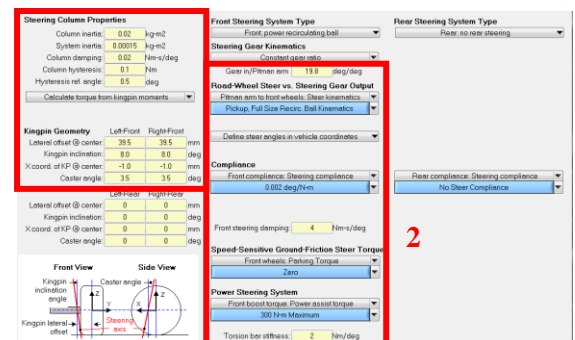 Steering Column Properties
Column inertia: 0.02 kg-m2
System inertia: 0.00015 kg-m2
Column damping: 0.02 Nm-s/deg
Column hysteresis: 0.1 Nm
Hysteresis ref. angle: 0.5 deg
Calculate torque from kingpin moments
Kingpin Geometry Left-Front Right-Front
Lateral offset @ center: 39.5 39.5 mm
Kingpin inclination: 8.0 8.0 deg
X coord. of KP @ center: -1.0 -1.0 mm
Caster angle: 3.5 3.5 deg
Left-Rear Right-Rear
Lateral offset @ center: 0 0 mm
Kingpin inclination: 0 0 deg
X coord. of KP @ center: 0 0 mm
Caster angle: 0 0 deg
Front View Side View
Kingpin inclination angle
Caster angle
Z
Y
Z
X
Kingpin lateral offset
Steering axis
Front Steering System Type
Front: power recirculating ball
Steering Gear Kinematics
Constant gear ratio
Gear in/Pitman arm 19.8 deg/deg
Road-Wheel Steer vs. Steering Gear Output
Pitman arm to front wheels: Steer kinematics
Pickup, Full Size Recirc. Ball Kinematics
Define steer angles in vehicle coordinates
Compliance
Front compliance: Steering compliance
0.002 deg/N-m
Front steering damping: 4 Nm-s/deg
Speed-Sensitive Ground-Friction Steer Torque
Front wheels: Parking Torque
Zero
Power Steering System
Front boost torque: Power assist torque
300 N-m Maximum
Torsion bar stiffness: 2 Nm/deg
Rear Steering System Type
Rear: no rear steering
Rear compliance: Steering compliance
No Steer Compliance
2